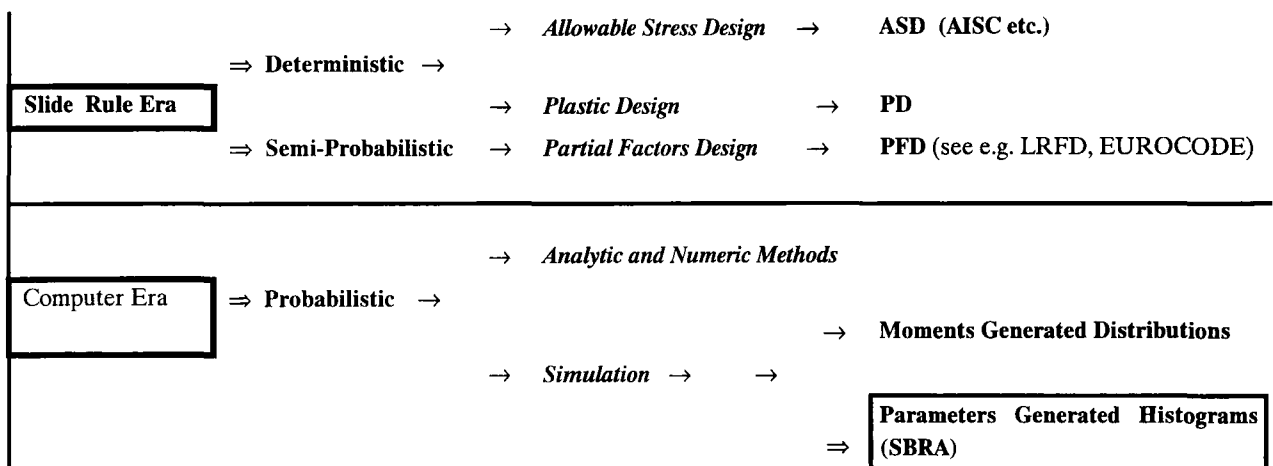 → Allowable Stress Design → ASD (AISC etc.)
⇒ Deterministic →
Slide Rule Era → Plastic Design → PD
⇒ Semi-Probabilistic → Partial Factors Design → PFD (see e.g. LRFD, EUROCODE)
→ Analytic and Numeric Methods
Computer Era ⇒ Probabilistic →
→ Moments Generated Distributions
→ Simulation → →
Parameters Generated Histograms
⇒ (SBRA)